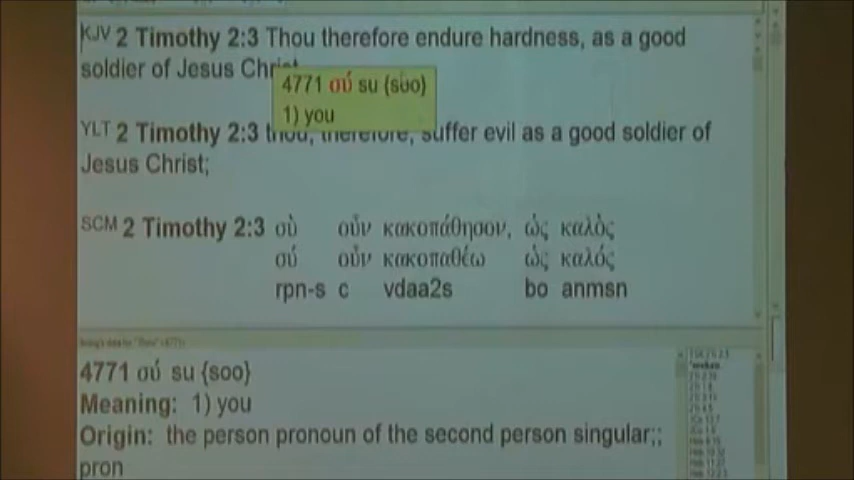 KJV 2 Timothy 2:3 Thou therefore endure hardness, as a good
soldier of Jesus Christ
4771 σύ su {soo}
1) you
YLT 2 Timothy 2:3 thou, therefore, suffer evil as a good soldier of
Jesus Christ;
SCM 2 Timothy 2:3 σὺ οὖν κακοπάθησον, ὡς καλὸς
σύ οὖν κακοπαθέω ὡς καλός
rpn-s c vdaa2s bo anmsn
4771 σύ su {soo}
Meaning: 1) you
Origin: the person pronoun of the second person singular;;
pron